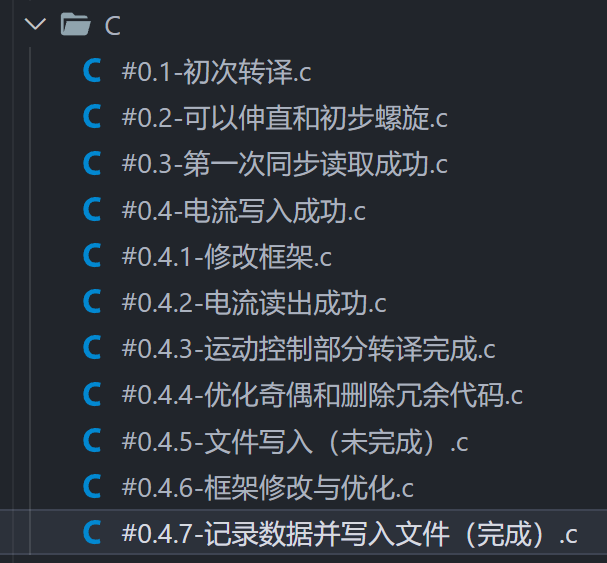 C
C #0.1-初次转译.c
C #0.2-可以伸直和初步螺旋.c
C #0.3-第一次同步读取成功.c
C #0.4-电流写入成功.c
C #0.4.1-修改框架.c
C #0.4.2-电流读出成功.c
C #0.4.3-运动控制部分转译完成.c
C #0.4.4-优化奇偶和删除冗余代码.c
C #0.4.5-文件写入（未完成）.c
C #0.4.6-框架修改与优化.c
C #0.4.7-记录数据并写入文件（完成）.c